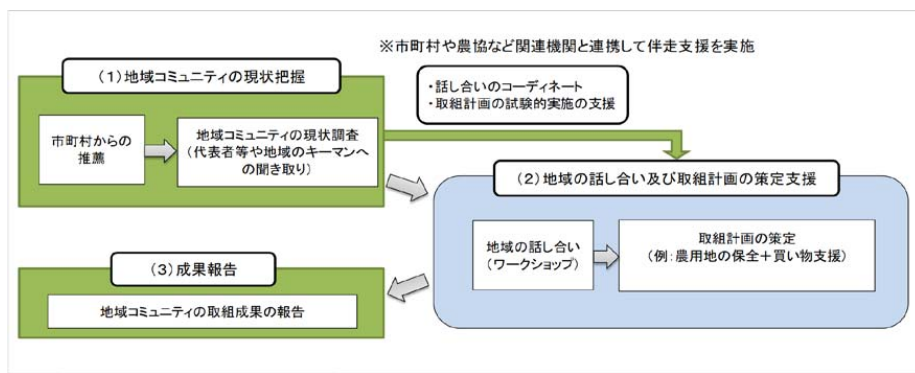 ※市町村や農協など関連機関と連携して伴走支援を実施
(1)地域コミュニティの現状把握
・話し合いのコーディネート
・取組計画の試験的実施の支援
市町村からの
推薦
地域コミュニティの現状調査
(代表者等や地域のキーマンへ
の聞き取り)
(2)地域の話し合い及び取組計画の策定支援
地域の話し合い
(ワークショップ)
取組計画の策定
(例:農用地の保全+買い物支援)
(3)成果報告
地域コミュニティの取組成果の報告